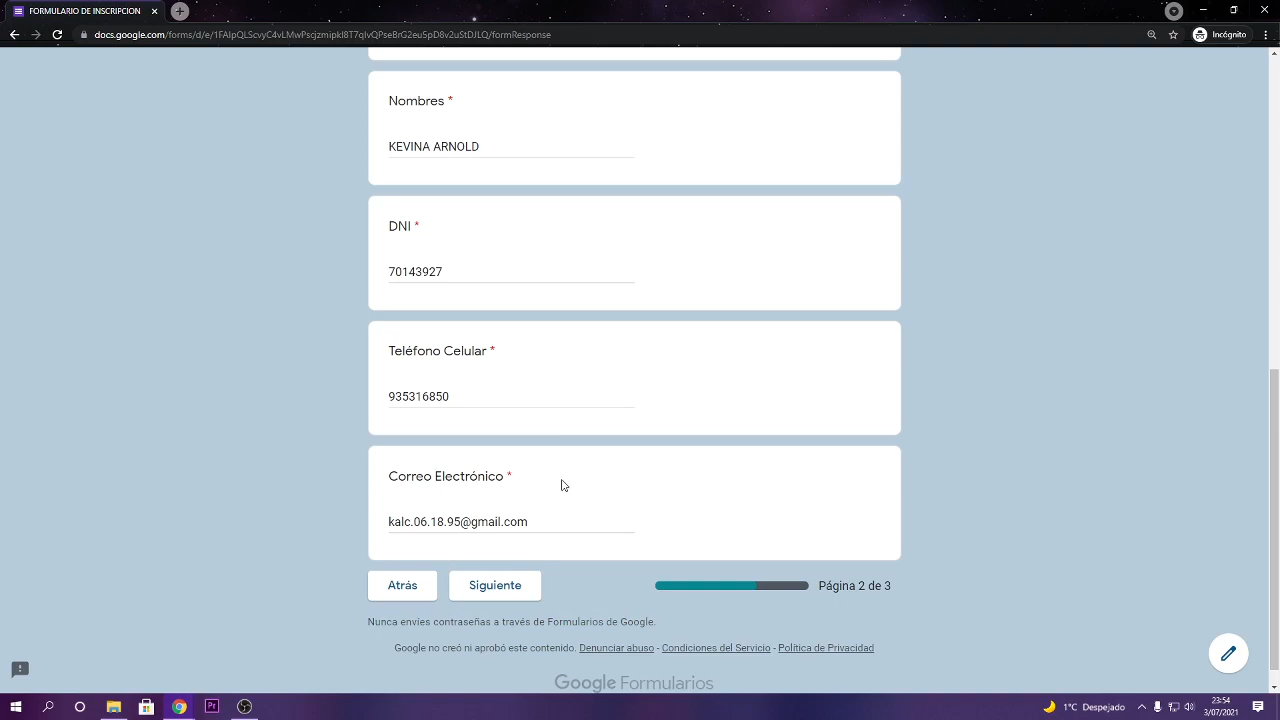 FORMULARIO DE INSCRIPCIÓN
docs.google.com/forms/d/e/1FAIpQLScvyC4vLMwPscjzmipkI8T7qIvQPseBrG2eu5pD8v2uStDJLQ/formResponse
Incógnito
Nombres *
KEVINA ARNOLD
DNI *
70143927
Teléfono Celular *
935316850
Correo Electrónico *
kalc.06.18.95@gmail.com
Atrás
Siguiente
Página 2 de 3
Nunca envíes contraseñas a través de Formularios de Google.
Google no creó ni aprobó este contenido. Denunciar abuso - Condiciones del Servicio - Política de Privacidad
Google Formularios
Pr
1°C Despejado
23:54
3/07/2021